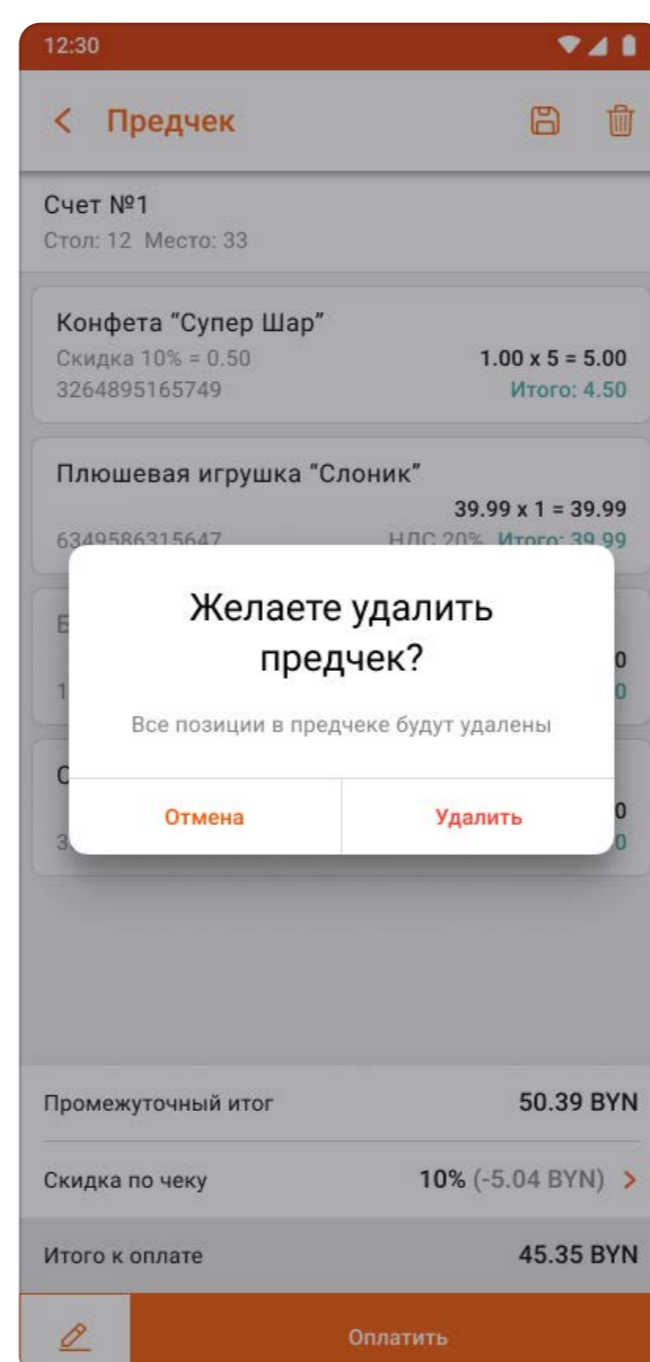 12:30
Предчек
Счет №1
Стол: 12 Место: 33
Конфета “Супер Шар”
Скидка 10% = 0.50 1.00 x 5 = 5.00
3264895165749 Итого: 4.50
Плюшевая игрушка “Слоник”
39.99 x 1 = 39.99
6349586315647 НДС 20% Итого: 39.99
Желаете удалить
предчек?
Все позиции в предчеке будут удалены
Отмена Удалить
Промежуточный итог 50.39 BYN
Скидка по чеку 10% (-5.04 BYN) >
Итого к оплате 45.35 BYN
Оплатить